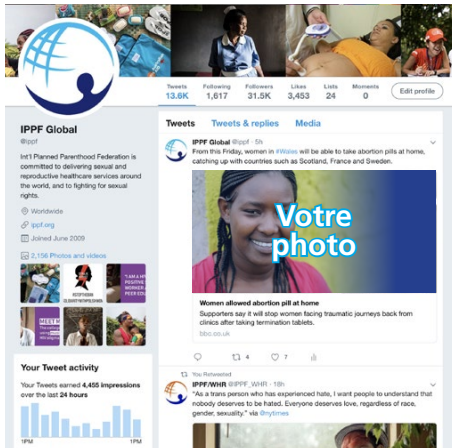 Tweets Following Followers Likes Lists Moments
13.6K 1,617 31.5K 3,453 24 0
Edit profile
IPPF Global
@ippf
Int'l Planned Parenthood Federation is
committed to delivering sexual and
reproductive healthcare services around
the world, and to fighting for sexual
rights.
Worldwide
ippf.org
Joined June 2009
2,156 Photos and videos
I AM A H
POSITIVE
WORKER
PEER EDU
Your Tweet activity
Your Tweets earned 4,455 impressions
over the last 24 hours
1PM 1PM
Tweets Tweets & replies Media
IPPF Global @ippf · 5h
From this Friday, women in #Wales will be able to take abortion pills at home,
catching up with countries such as Scotland, France and Sweden.
Votre
photo
Women allowed abortion pill at home
Supporters say it will stop women facing traumatic journeys back from
clinics after taking termination tablets.
bbc.co.uk
4 7
You Retweeted
IPPF/WHR @IPPF_WHR · 18h
"As a trans person who has experienced hate, I want people to understand that
nobody deserves to be hated. Everyone deserves love, regardless of race,
gender, sexuality." via @nytimes